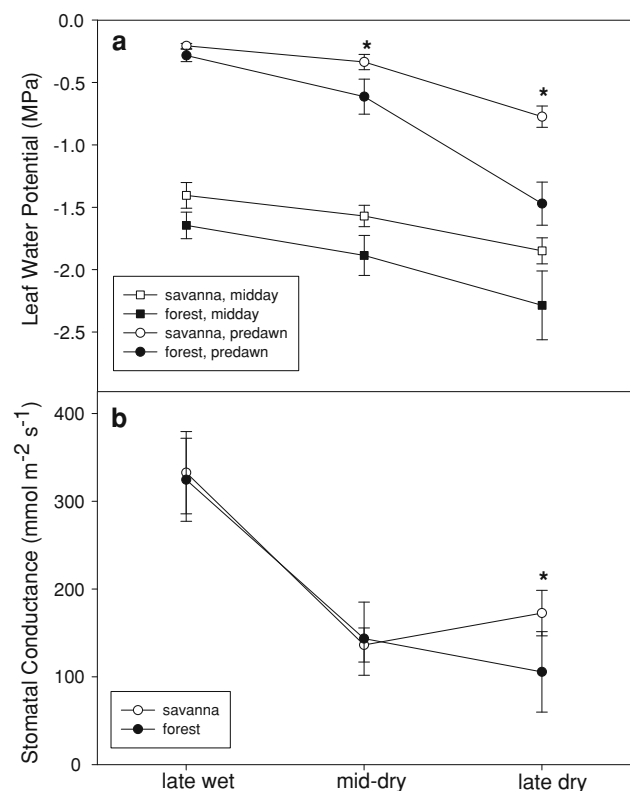 0.0
a
*
*
-0.5
-1.0
-1.5
-2.0
-2.5
Leaf Water Potential (MPa)
savanna, midday
forest, midday
savanna, predawn
forest, predawn
400
b
300
200
*
100
0
Stomatal Conductance (mmol m⁻² s⁻¹)
savanna
forest
late wet mid-dry late dry